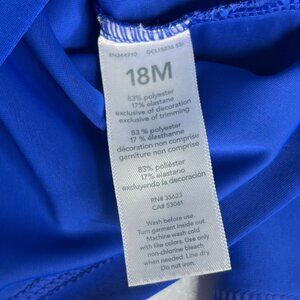 18M
83% polyester
17% elastane
exclusive of decoration
exclusive of trimming
83 % polyester
17 % élasthanne
décoration non comprise
garniture non comprise
83% poliéster
17% elastano
excluyendo la decoración
RN# 35623
CA# 53061
Wash before use.
Turn garment inside out.
Machine wash cold
with like colors. Use only
non-chlorine bleach
when needed. Line dry.
Do not iron.